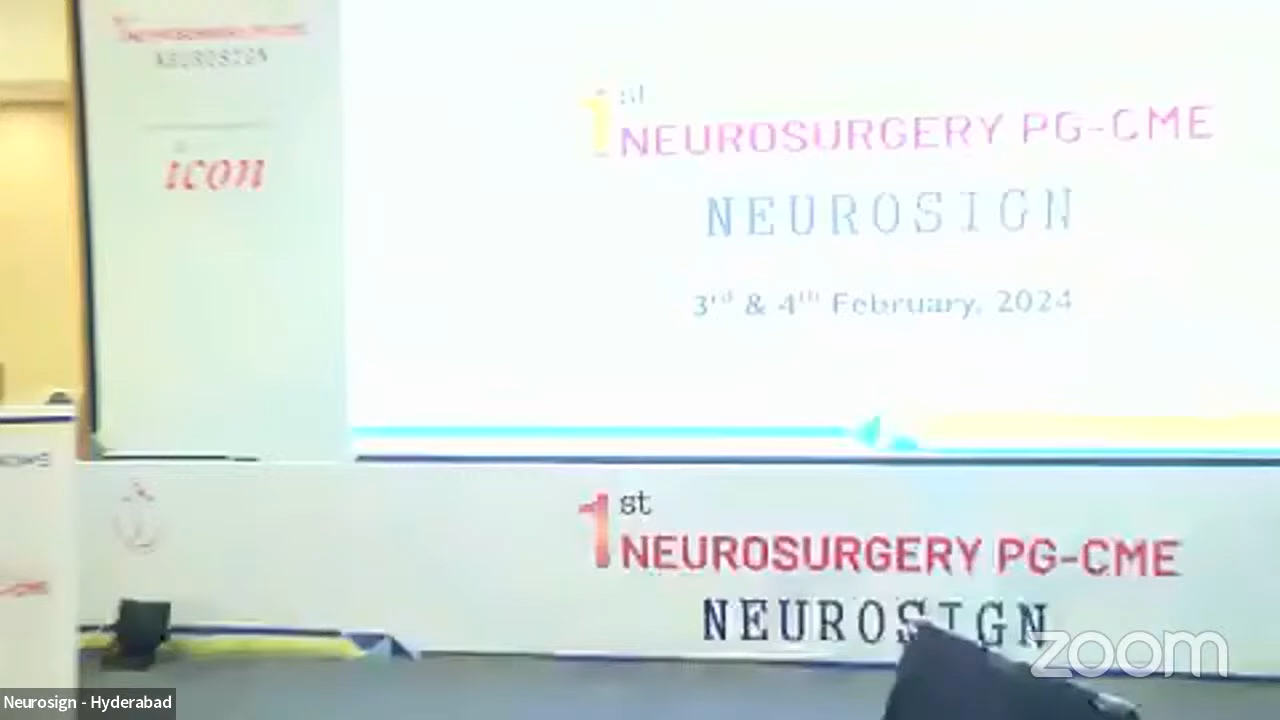 NEUROSIGN
icon
1st
NEUROSURGERY PG-CME
NEUROSIGN
3rd & 4th February, 2024
1st
NEUROSURGERY PG-CME
NEUROSIGN
zoom
Neurosign - Hyderabad